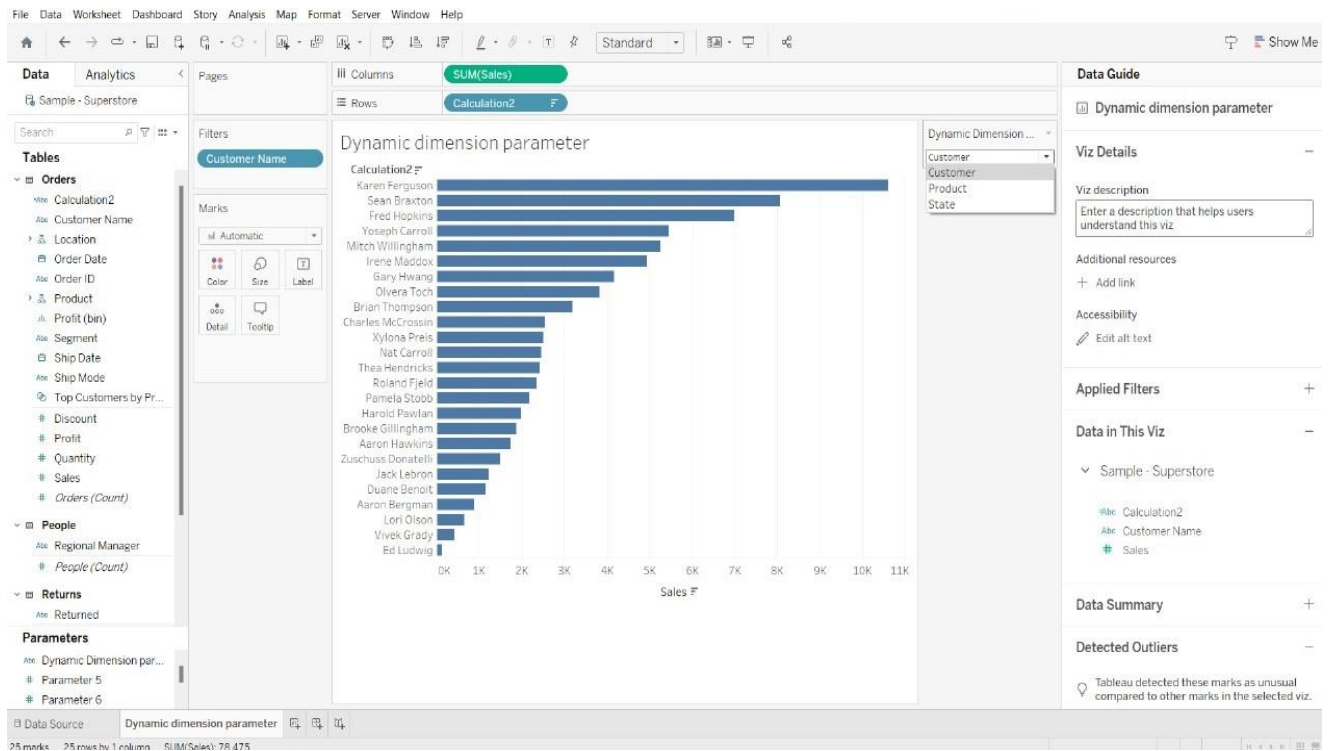 File Data Worksheet Dashboard Story Analysis Map Format Server Window Help
Standard
Show Me
Data Analytics
Sample - Superstore
Search
Tables
Orders
Abc Calculation2
Abc Customer Name
Location
Order Date
Abc Order ID
Product
Profit (bin)
Abc Segment
Ship Date
Abc Ship Mode
Top Customers by Pr...
# Discount
# Profit
# Quantity
# Sales
# Orders (Count)
People
Abc Regional Manager
# People (Count)
Returns
Abc Returned
Parameters
Abc Dynamic Dimension par...
# Parameter 5
# Parameter 6
Pages
Filters
Customer Name
Marks
Automatic
Color Size Label
Detail Tooltip
Columns SUM(Sales)
Rows Calculation2
Dynamic dimension parameter
Calculation2
Karen Ferguson
Sean Braxton
Fred Hopkins
Yoseph Carroll
Mitch Willingham
Irene Maddox
Gary Hwang
Olvera Toch
Brian Thompson
Charles McCrossin
Xylona Preis
Nat Carroll
Thea Hendricks
Roland Fjeld
Pamela Stobb
Harold Pawlan
Brooke Gillingham
Aaron Hawkins
Zuschuss Donatelli
Jack Lebron
Duane Benoit
Aaron Bergman
Lori Olson
Vivek Grady
Ed Ludwig
0K 1K 2K 3K 4K 5K 6K 7K 8K 9K 10K 11K
Sales
Dynamic Dimension ...
Customer
Customer
Product
State
Data Guide
Dynamic dimension parameter
Viz Details
Viz description
Enter a description that helps users
understand this viz
Additional resources
+ Add link
Accessibility
Edit alt text
Applied Filters
Data in This Viz
Sample - Superstore
Abc Calculation2
Abc Customer Name
# Sales
Data Summary
Detected Outliers
Tableau detected these marks as unusual
compared to other marks in the selected viz.
Data Source Dynamic dimension parameter
25 marks 25 rows by 1 column SUM(Sales): 78,475